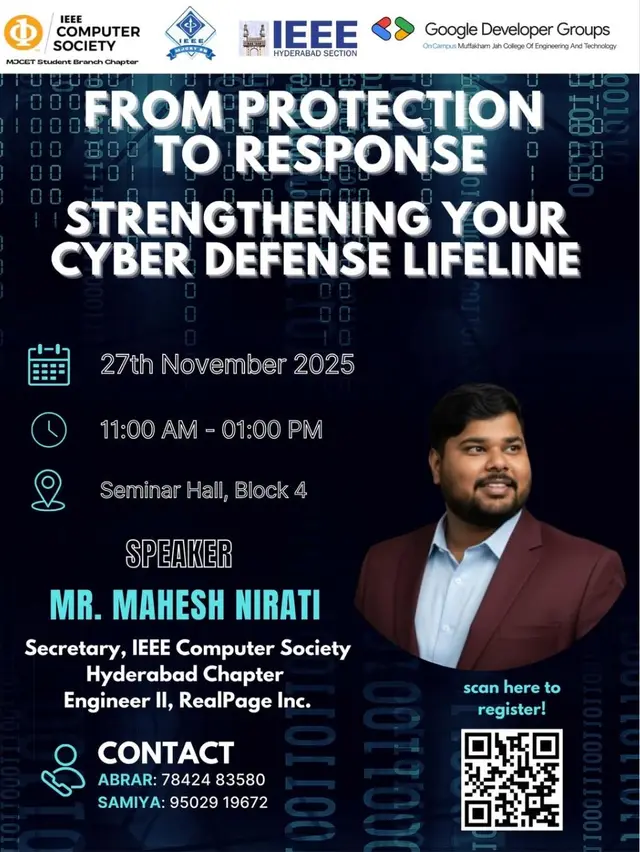 IEEE
COMPUTER
SOCIETY
MJCET Student Branch Chapter
IEEE
IEEE
HYDERABAD SECTION
Google Developer Groups
On Campus Muffakham Jah College Of Engineering And Technology
FROM PROTECTION
TO RESPONSE
STRENGTHENING YOUR
CYBER DEFENSE LIFELINE
27th November 2025
11:00 AM - 01:00 PM
Seminar Hall, Block 4
SPEAKER
MR. MAHESH NIRATI
Secretary, IEEE Computer Society
Hyderabad Chapter
Engineer II, RealPage Inc.
scan here to
register!
CONTACT
ABRAR: 78424 83580
SAMIYA: 95029 19672